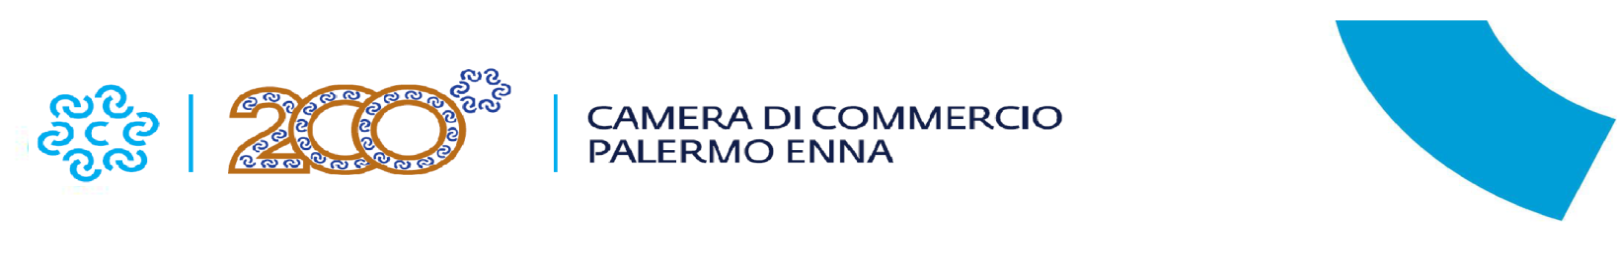 200°
CAMERA DI COMMERCIO
PALERMO ENNA